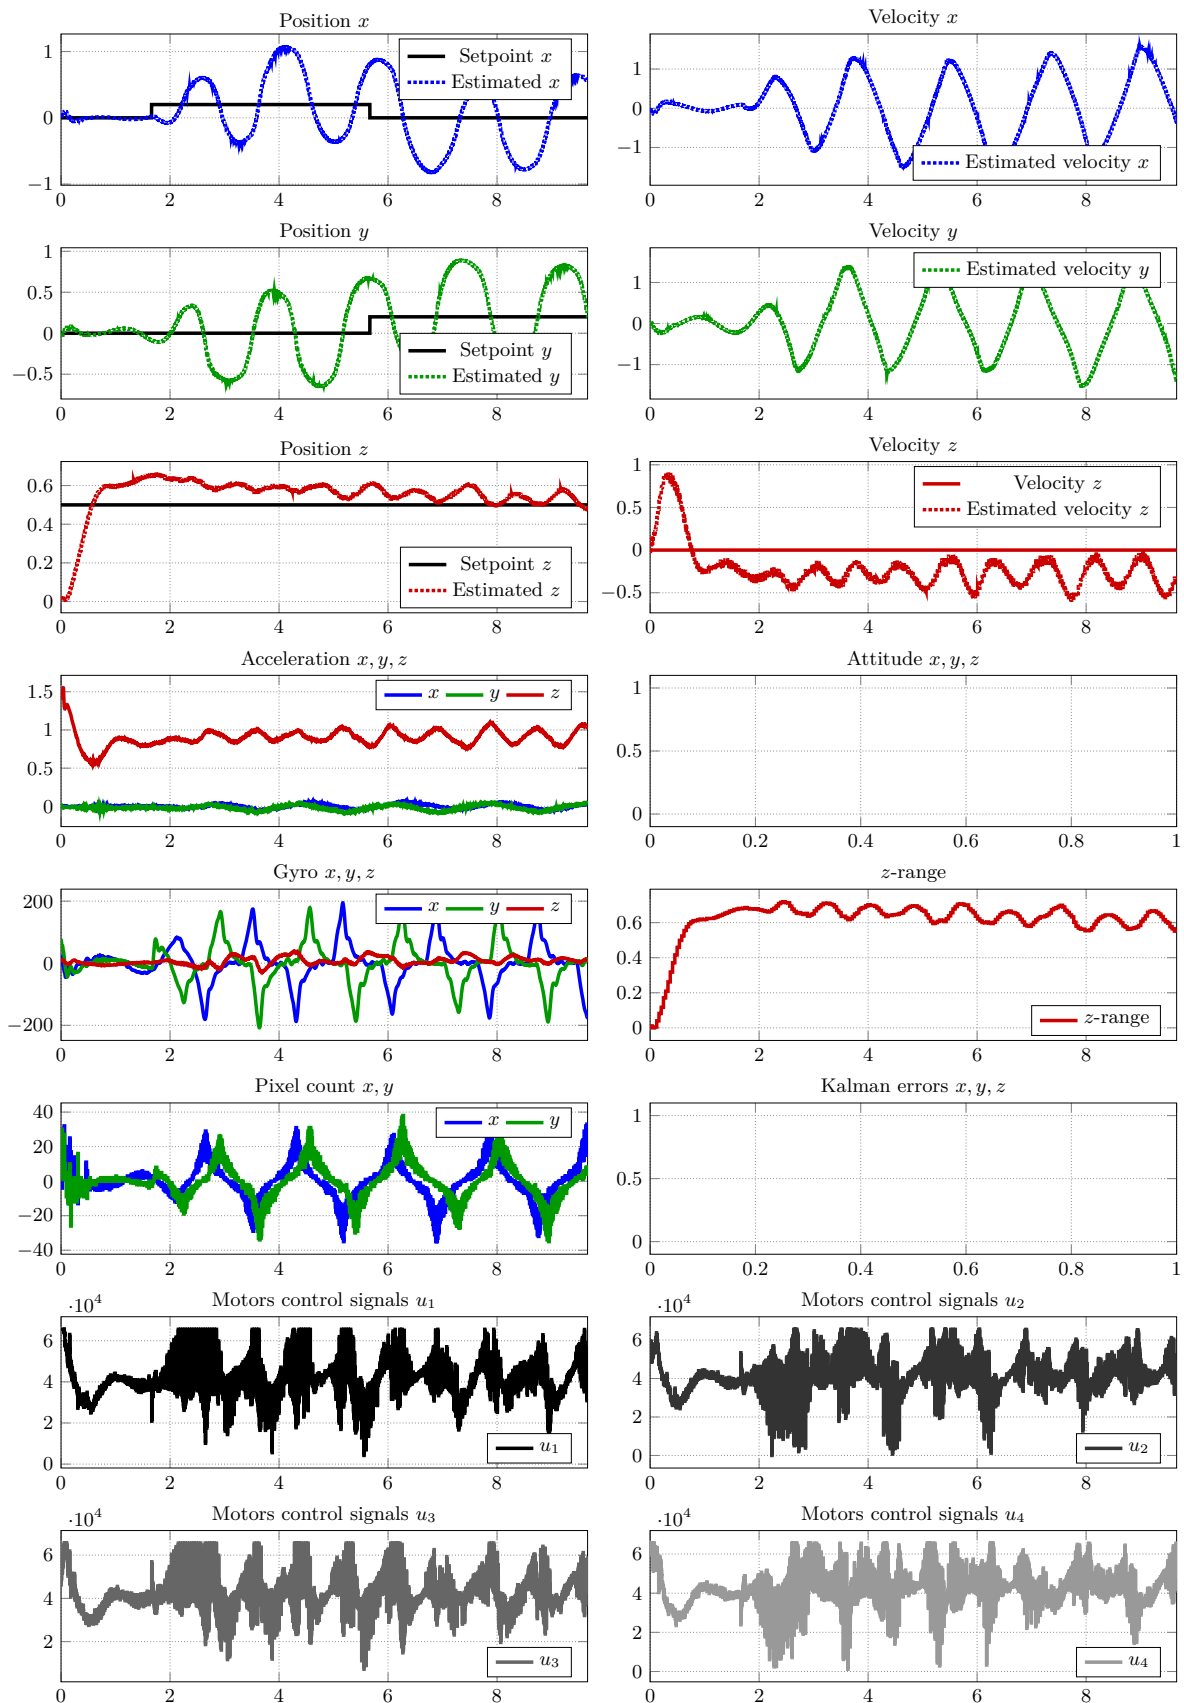 Position x
1
0
−1
0 2 4 6 8
Setpoint x
Estimated x
Velocity x
1
0
−1
0 2 4 6 8
Estimated velocity x
Position y
1
0.5
0
−0.5
0 2 4 6 8
Setpoint y
Estimated y
Velocity y
1
0
−1
0 2 4 6 8
Estimated velocity y
Position z
0.6
0.4
0.2
0
0 2 4 6 8
Setpoint z
Estimated z
Velocity z
1
0.5
0
−0.5
0 2 4 6 8
Velocity z
Estimated velocity z
Acceleration x, y, z
1.5
1
0.5
0
0 2 4 6 8
x y z
Attitude x, y, z
1
0.5
0
0 0.2 0.4 0.6 0.8 1
Gyro x, y, z
200
0
−200
0 2 4 6 8
x y z
z-range
0.6
0.4
0.2
0
0 2 4 6 8
z-range
Pixel count x, y
40
20
0
−20
−40
0 2 4 6 8
x y
Kalman errors x, y, z
1
0.5
0
0 0.2 0.4 0.6 0.8 1
Motors control signals u₁
·10⁴
6
4
2
0
0 2 4 6 8
u₁
Motors control signals u₂
·10⁴
6
4
2
0
0 2 4 6 8
u₂
Motors control signals u₃
·10⁴
6
4
2
0 2 4 6 8
u₃
Motors control signals u₄
·10⁴
6
4
2
0
0 2 4 6 8
u₄